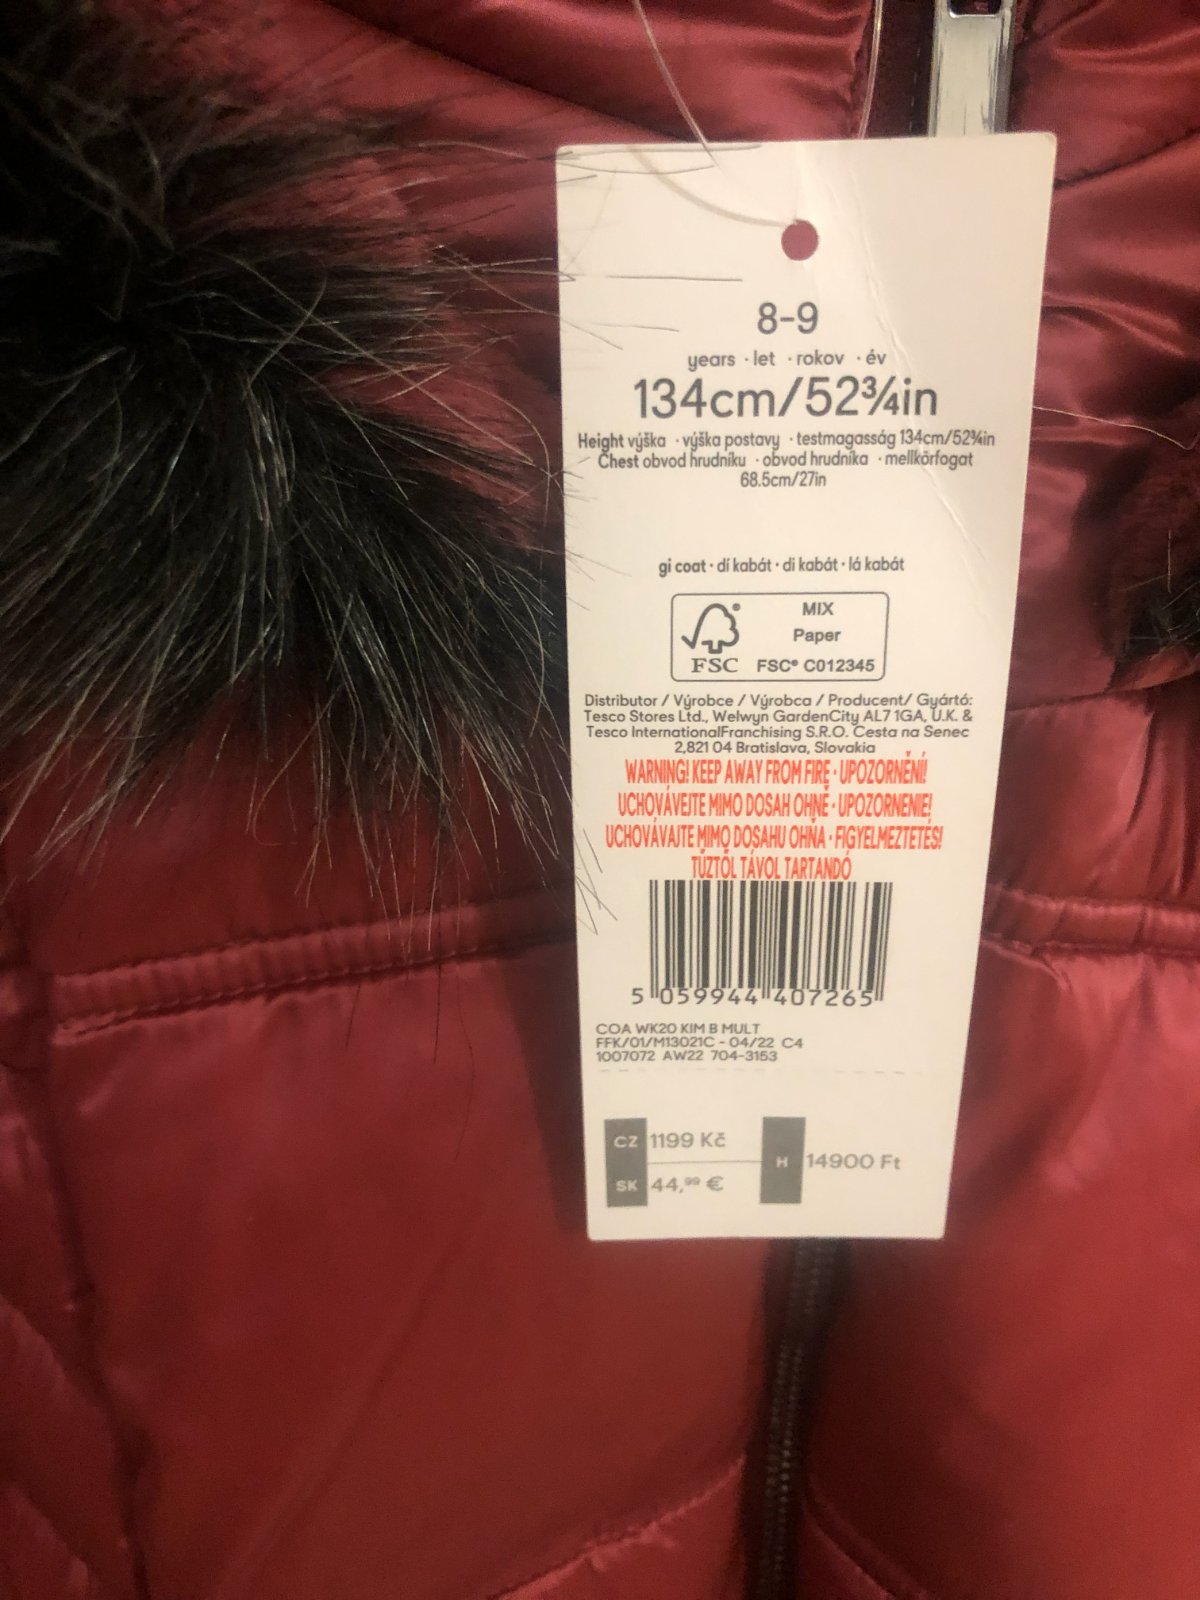 8-9
years · let · rokov · év
134cm/52¾in
Height výška · výška postavy · testmagasság 134cm/52¾in
Chest obvod hrudníku · obvod hrudníka · mellkörfogat
68.5cm/27in
gi coat · dí kabát · di kabát · lá kabát
MIX
Paper
FSC
FSC® C012345
Distributor / Výrobce / Výrobca / Producent/ Gyártó:
Tesco Stores Ltd., Welwyn GardenCity AL7 1GA, U.K. &
Tesco InternationalFranchising S.R.O. Cesta na Senec
2,821 04 Bratislava, Slovakia
WARNING! KEEP AWAY FROM FIRE · UPOZORNĚNÍ!
UCHOVÁVEJTE MIMO DOSAH OHNĚ · UPOZORNENIE!
UCHOVÁVAJTE MIMO DOSAHU OHŇA · FIGYELMEZTETÉS!
TŰZTŐL TÁVOL TARTANDÓ
5 059944 407265
COA WK20 KIM B MULT
FFK/01/M13021C - 04/22 C4
1007072 AW22 704-3153
CZ 1199 Kč
H 14900 Ft
SK 44,99 €